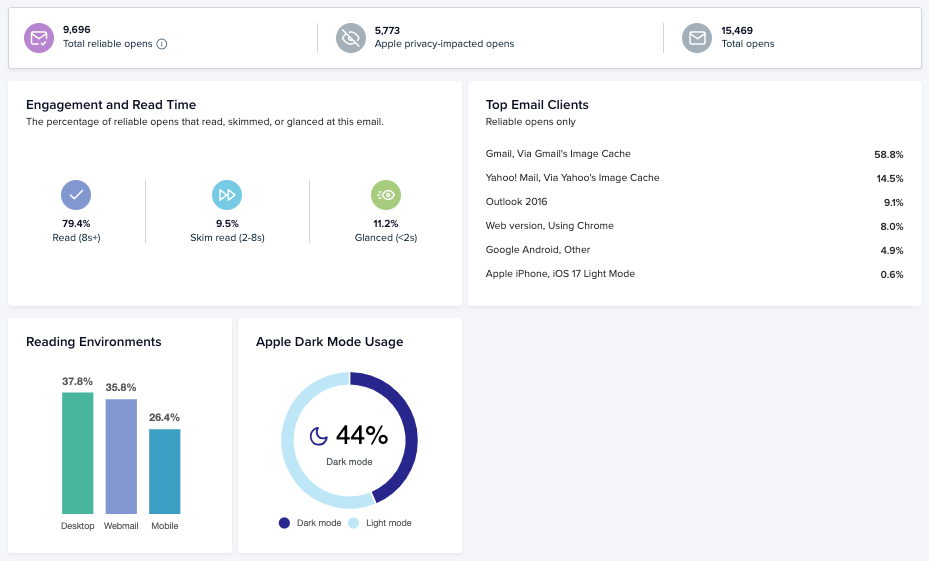 9,696
Total reliable opens
5,773
Apple privacy-impacted opens
15,469
Total opens
Engagement and Read Time
The percentage of reliable opens that read, skimmed, or glanced at this email.
79.4%
Read (8s+)
9.5%
Skim read (2-8s)
11.2%
Glanced (<2s)
Top Email Clients
Reliable opens only
Gmail, Via Gmail's Image Cache 58.8%
Yahoo! Mail, Via Yahoo's Image Cache 14.5%
Outlook 2016 9.1%
Web version, Using Chrome 8.0%
Google Android, Other 4.9%
Apple iPhone, iOS 17 Light Mode 0.6%
Reading Environments
37.8%
35.8%
26.4%
Desktop Webmail Mobile
Apple Dark Mode Usage
44%
Dark mode
Dark mode Light mode